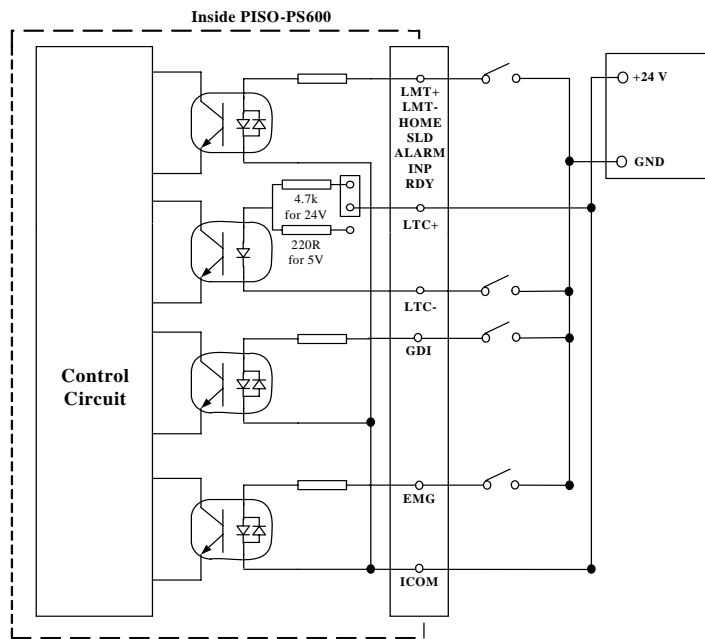 Inside PISO-PS600
LMT+
LMT-
HOME
SLD
ALARM
INP
RDY
+24 V
GND
4.7k
for 24V
LTC+
220R
for 5V
LTC-
GDI
Control
Circuit
EMG
ICOM